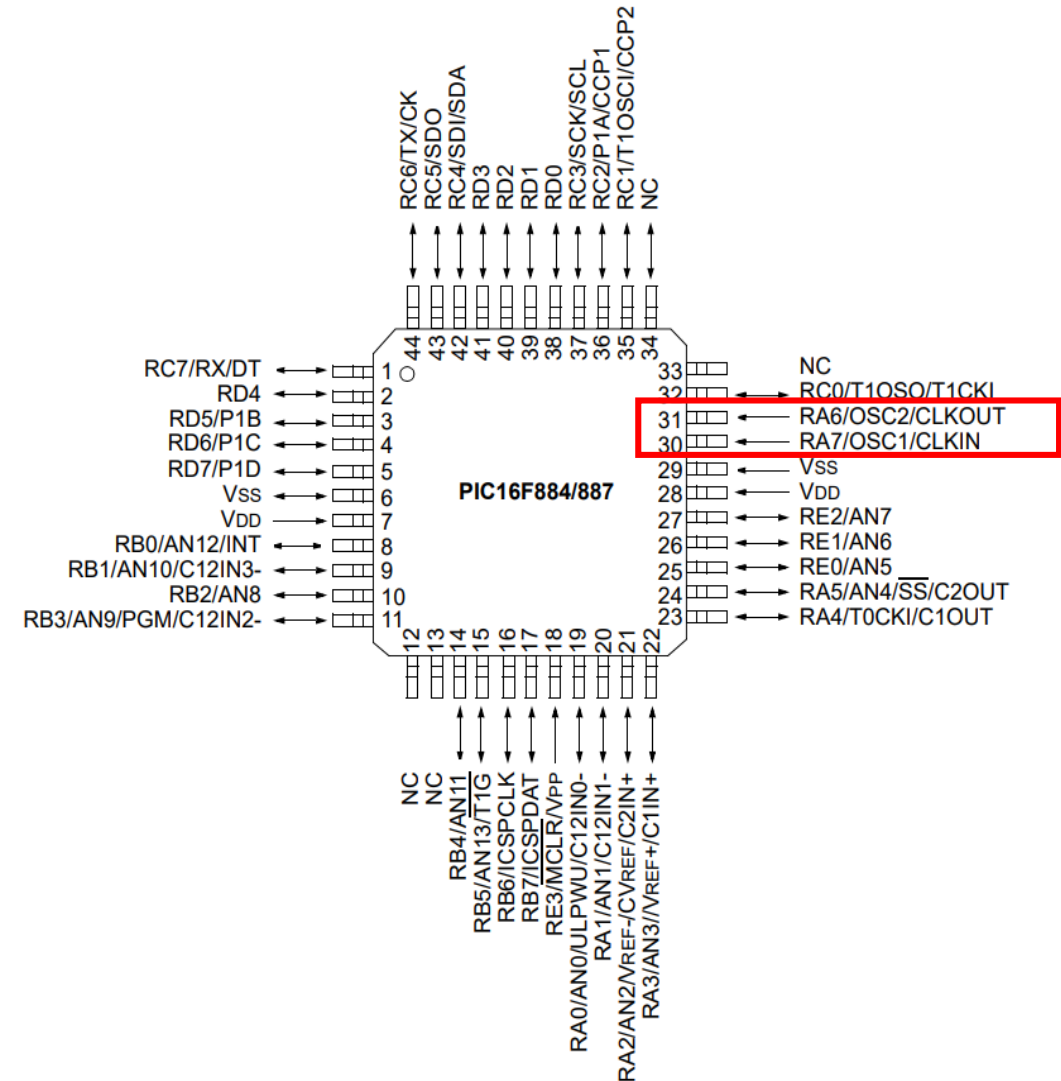 RC6/TX/CK
RC5/SDO
RC4/SDI/SDA
RD3
RD2
RD1
RD0
RC3/SCK/SCL
RC2/P1A/CCP1
RC1/T1OSCI/CCP2
NC
44
43
42
41
40
39
38
37
36
35
34
RC7/RX/DT 1
RD4 2
RD5/P1B 3
RD6/P1C 4
RD7/P1D 5
VSS 6
VDD 7
RB0/AN12/INT 8
RB1/AN10/C12IN3- 9
RB2/AN8 10
RB3/AN9/PGM/C12IN2- 11
PIC16F884/887
33 NC
32 RC0/T1OSO/T1CKI
31 RA6/OSC2/CLKOUT
30 RA7/OSC1/CLKIN
29 VSS
28 VDD
27 RE2/AN7
26 RE1/AN6
25 RE0/AN5
24 RA5/AN4/SS/C2OUT
23 RA4/T0CKI/C1OUT
12
13
14
15
16
17
18
19
20
21
22
NC
NC
RB4/AN11
RB5/AN13/T1G
RB6/ICSPCLK
RB7/ICSPDAT
RE3/MCLR/VPP
RA0/AN0/ULPWU/C12IN0-
RA1/AN1/C12IN1-
RA2/AN2/VREF-/CVREF/C2IN+
RA3/AN3//VREF+/C1IN+